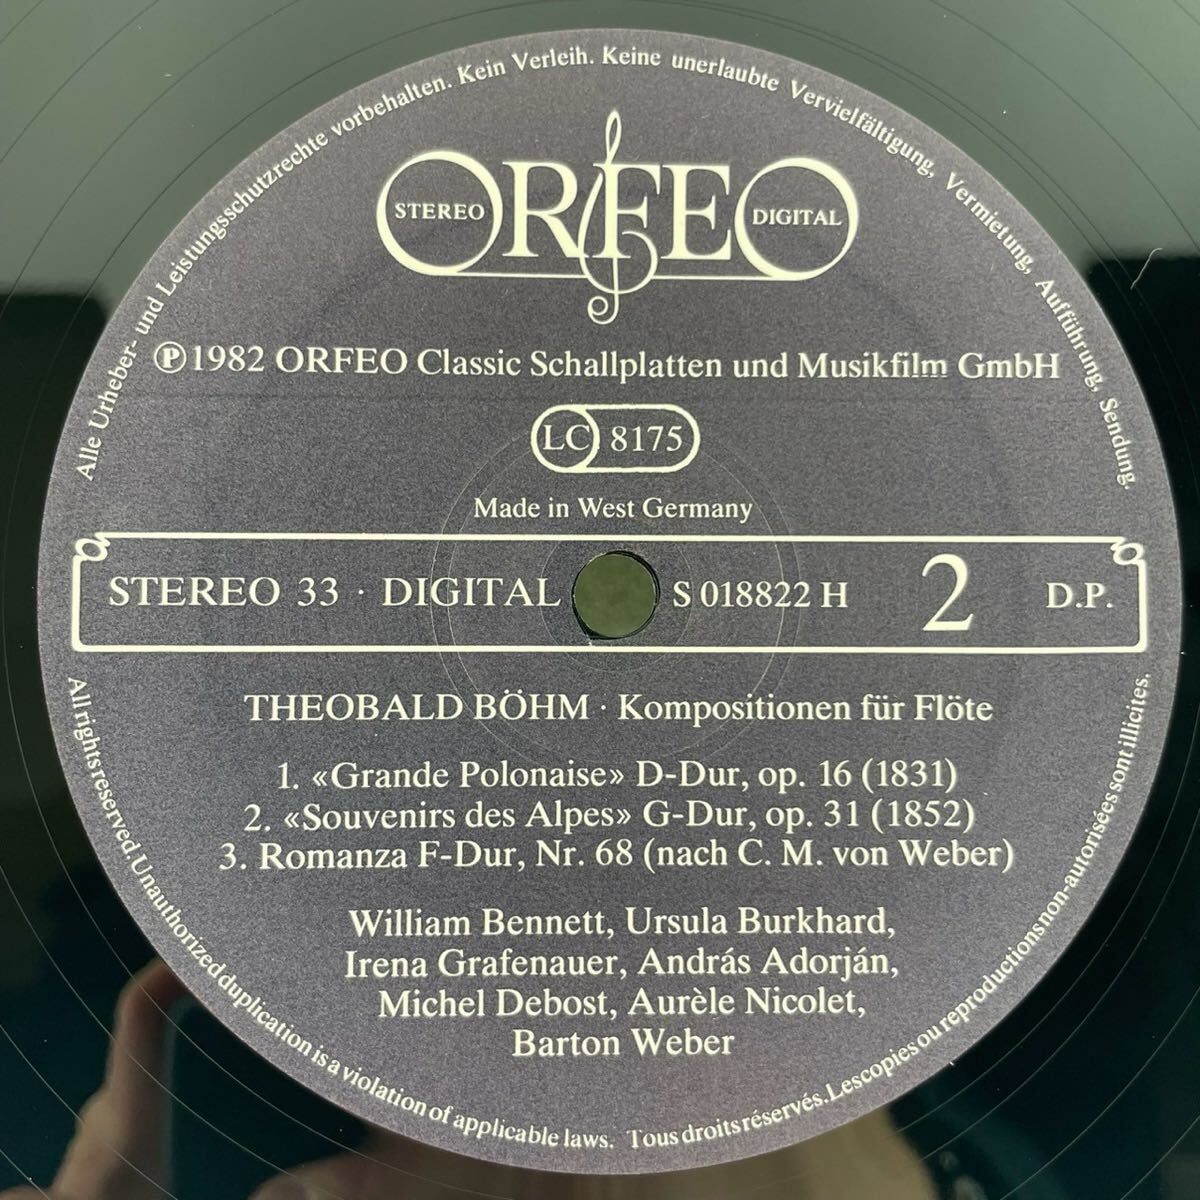 Alle Urheber- und Leistungsschutzrechte vorbehalten. Kein Verleih. Keine unerlaubte Vervielfältigung, Vermietung, Aufführung, Sendung.
STEREO ORFEO DIGITAL
℗1982 ORFEO Classic Schallplatten und Musikfilm GmbH
LC 8175
Made in West Germany
STEREO 33 · DIGITAL S 018822 H 2 D.P.
THEOBALD BÖHM · Kompositionen für Flöte
1. «Grande Polonaise» D-Dur, op. 16 (1831)
2. «Souvenirs des Alpes» G-Dur, op. 31 (1852)
3. Romanza F-Dur, Nr. 68 (nach C. M. von Weber)
William Bennett, Ursula Burkhard,
Irena Grafenauer, András Adorján,
Michel Debost, Aurèle Nicolet,
Barton Weber
All rights reserved. Unauthorized duplication is a violation of applicable laws. Tous droits réservés. Les copies ou reproductions non-autorisées sont illicites.